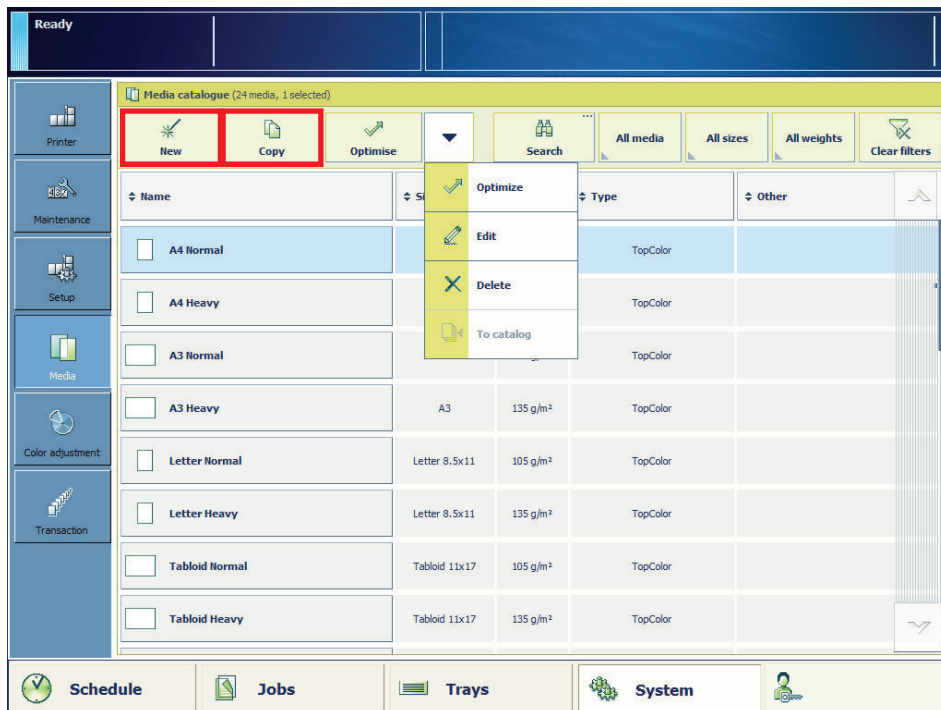 Ready
Media catalogue (24 media, 1 selected)
Printer
Maintenance
Setup
Media
Color adjustment
Transaction
New
Copy
Optimise
Search
...
All media
All sizes
All weights
Clear filters
Name
Si
Type
Other
Optimize
Edit
Delete
To catalog
A4 Normal
TopColor
A4 Heavy
TopColor
A3 Normal
TopColor
A3 Heavy
A3
135 g/m²
TopColor
Letter Normal
Letter 8.5x11
105 g/m²
TopColor
Letter Heavy
Letter 8.5x11
135 g/m²
TopColor
Tabloid Normal
Tabloid 11x17
105 g/m²
TopColor
Tabloid Heavy
Tabloid 11x17
135 g/m²
TopColor
Schedule
Jobs
Trays
System